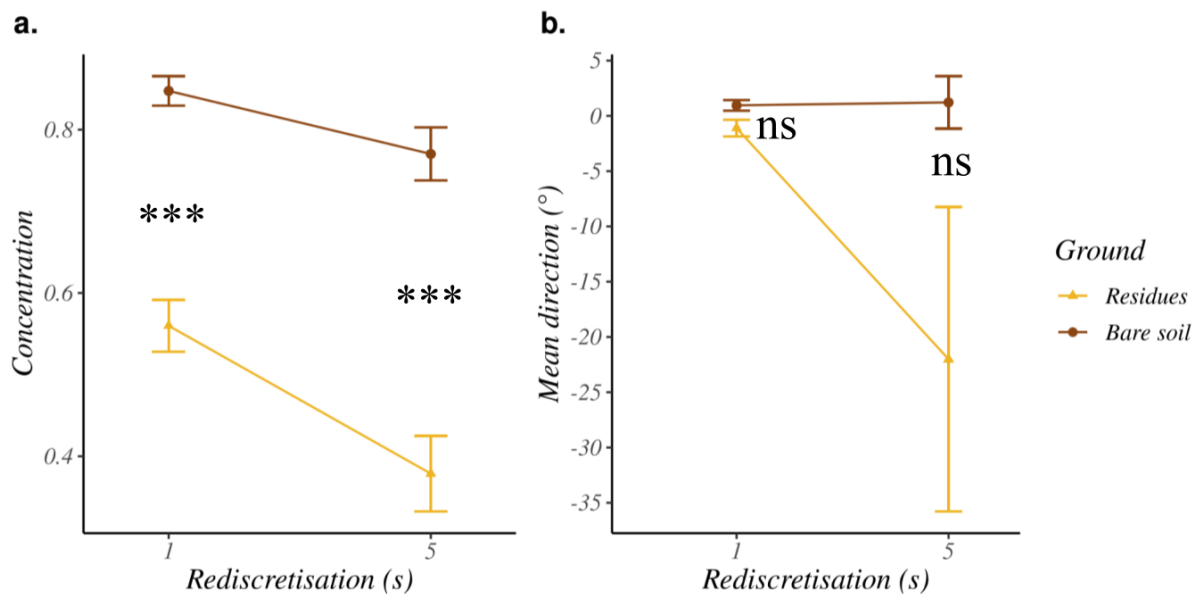 a.
Concentration
0.8
0.6
0.4
***
***
1
5
Rediscretisation (s)
b.
Mean direction (°)
5
0
-5
-10
-15
-20
-25
-30
-35
ns
ns
1
5
Rediscretisation (s)
Ground
Residues
Bare soil